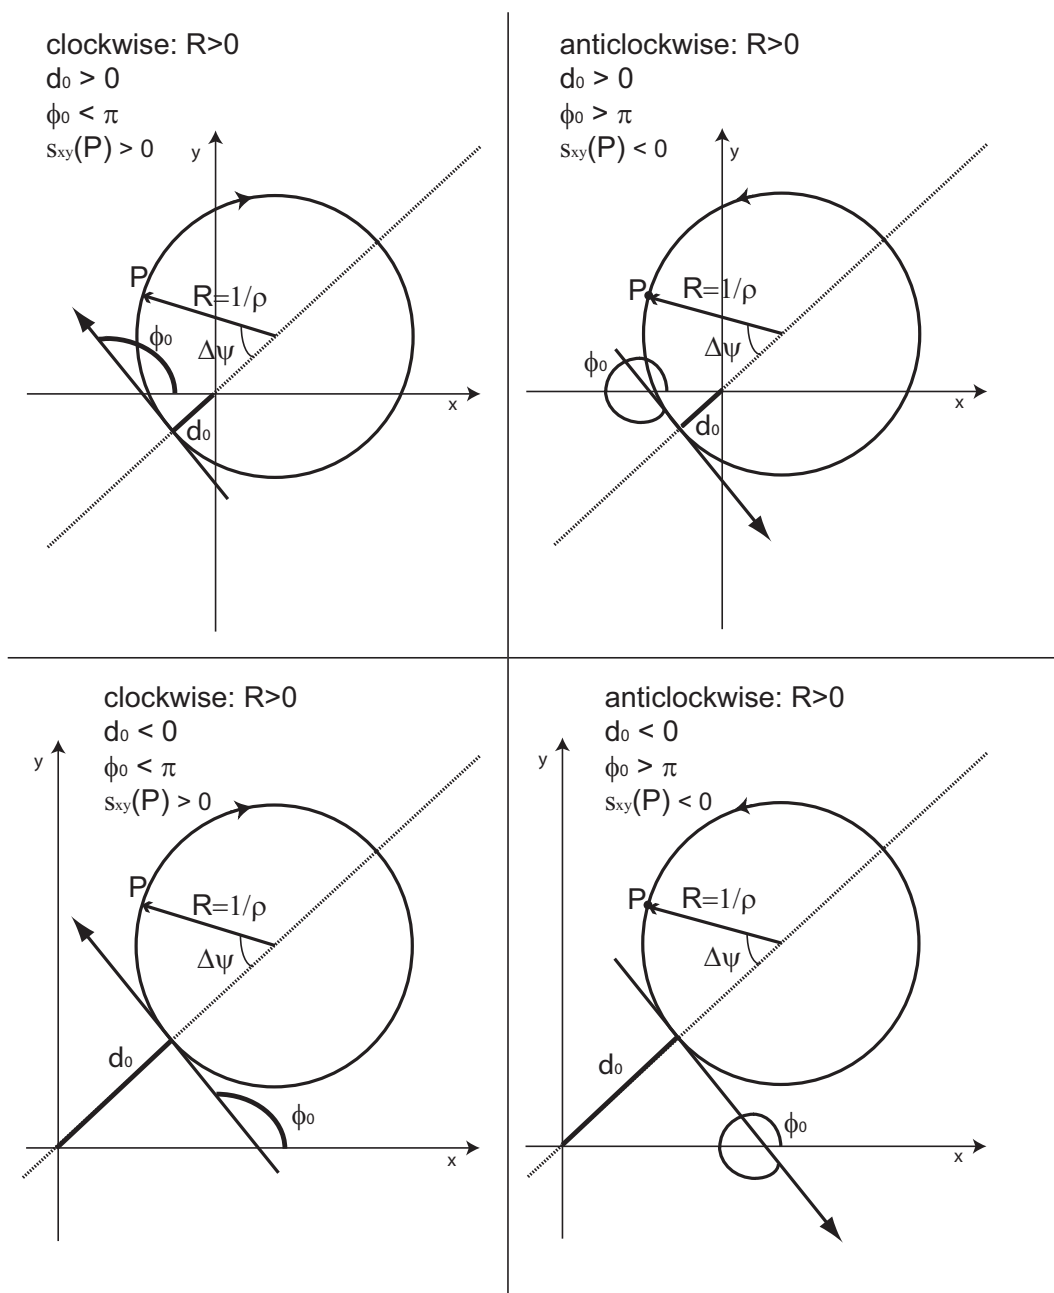 clockwise: R>0
d₀ > 0
ϕ₀ < π
sxy(P) > 0
y
P
R=1/ρ
ϕ₀
Δψ
x
d₀
anticlockwise: R>0
d₀ > 0
ϕ₀ > π
sxy(P) < 0
y
P
R=1/ρ
Δψ
ϕ₀
x
d₀
clockwise: R>0
d₀ < 0
ϕ₀ < π
sxy(P) > 0
y
P
R=1/ρ
Δψ
d₀
ϕ₀
x
anticlockwise: R>0
d₀ < 0
ϕ₀ > π
sxy(P) < 0
y
P
R=1/ρ
Δψ
d₀
ϕ₀
x